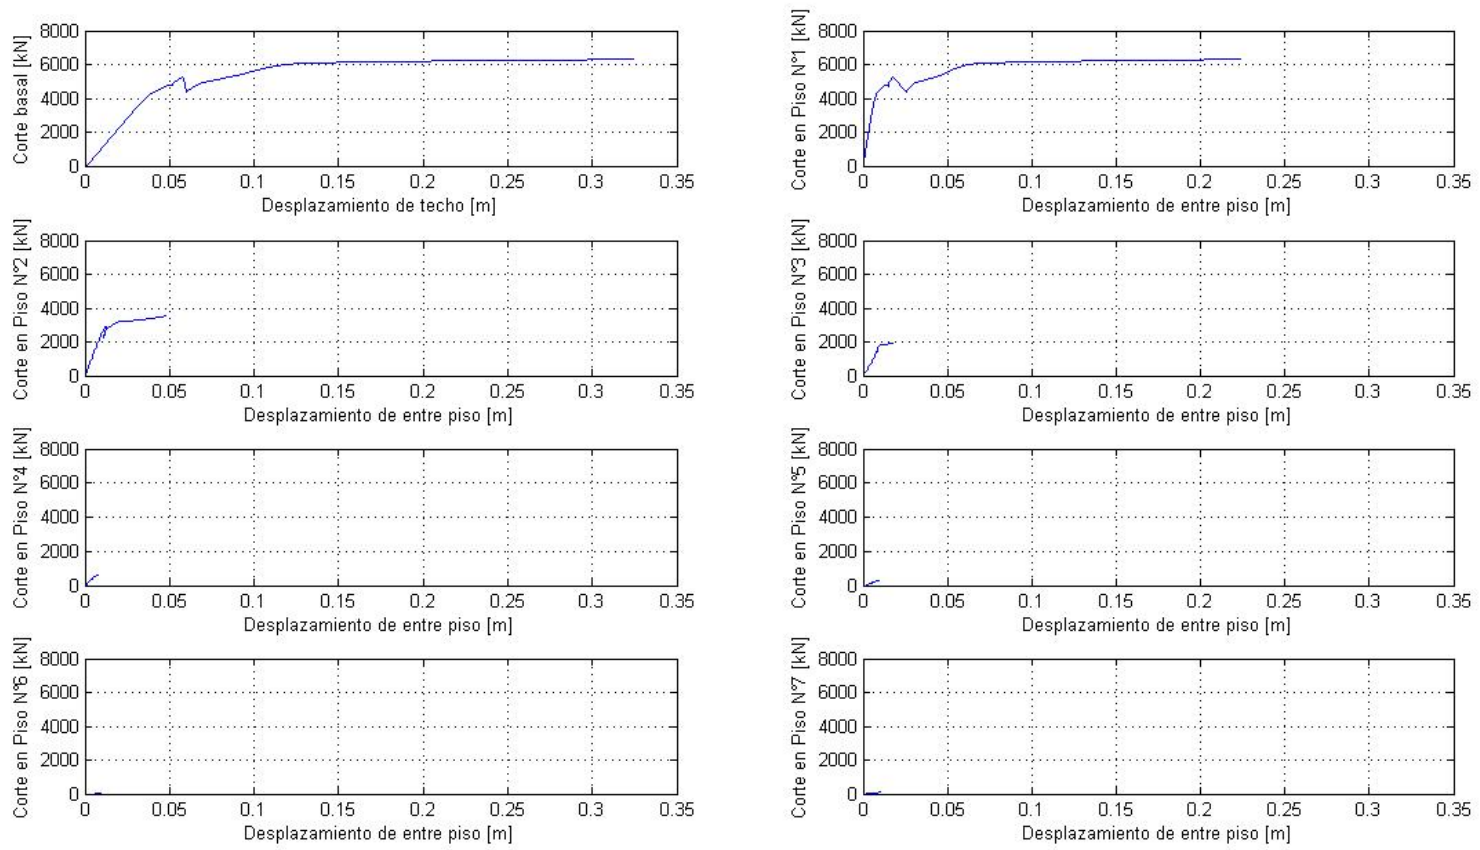 Corte basal [kN]
8000
6000
4000
2000
0
0 0.05 0.1 0.15 0.2 0.25 0.3 0.35
Desplazamiento de techo [m]
Corte en Piso N°1 [kN]
8000
6000
4000
2000
0
0 0.05 0.1 0.15 0.2 0.25 0.3 0.35
Desplazamiento de entre piso [m]
Corte en Piso N°2 [kN]
8000
6000
4000
2000
0
0 0.05 0.1 0.15 0.2 0.25 0.3 0.35
Desplazamiento de entre piso [m]
Corte en Piso N°3 [kN]
8000
6000
4000
2000
0
0 0.05 0.1 0.15 0.2 0.25 0.3 0.35
Desplazamiento de entre piso [m]
Corte en Piso N°4 [kN]
8000
6000
4000
2000
0
0 0.05 0.1 0.15 0.2 0.25 0.3 0.35
Desplazamiento de entre piso [m]
Corte en Piso N°5 [kN]
8000
6000
4000
2000
0
0 0.05 0.1 0.15 0.2 0.25 0.3 0.35
Desplazamiento de entre piso [m]
Corte en Piso N°6 [kN]
8000
6000
4000
2000
0
0 0.05 0.1 0.15 0.2 0.25 0.3 0.35
Desplazamiento de entre piso [m]
Corte en Piso N°7 [kN]
8000
6000
4000
2000
0
0 0.05 0.1 0.15 0.2 0.25 0.3 0.35
Desplazamiento de entre piso [m]